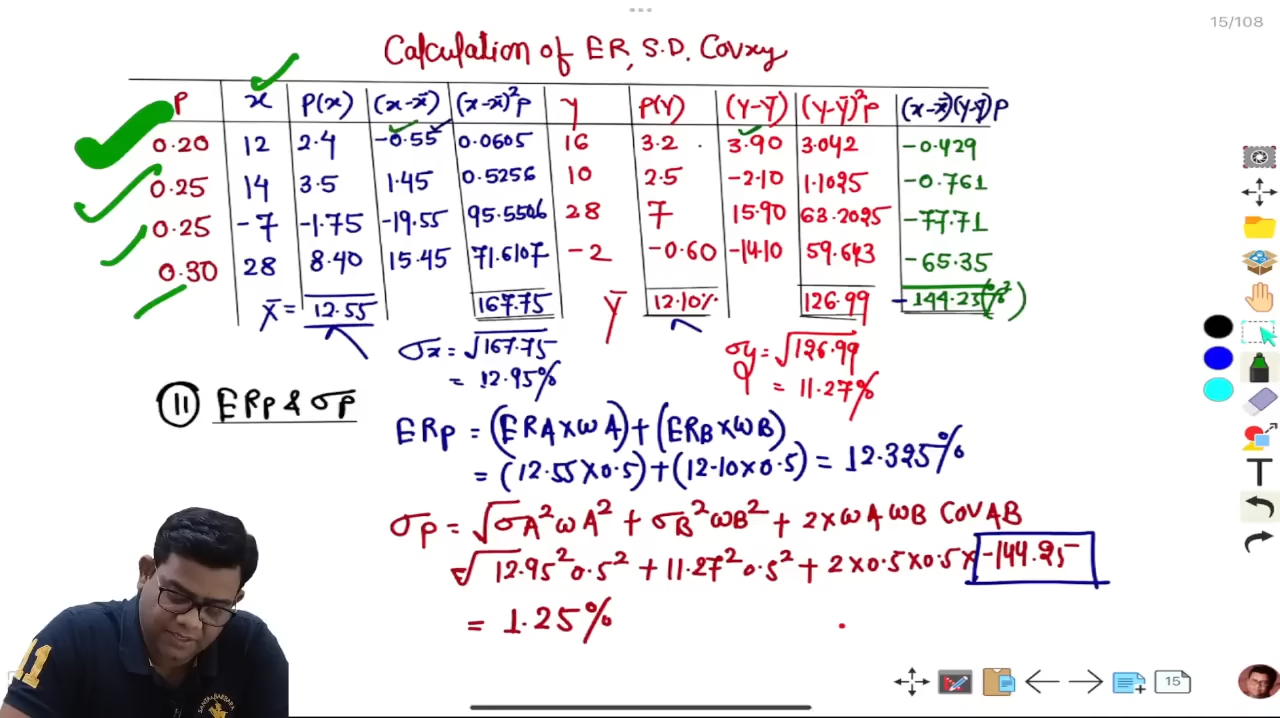 15/108
Calculation of ER, S.D. Covxy
P x P(x) (x-x̄) (x-x̄)²P y P(Y) (Y-Ȳ) (Y-Ȳ)²P (x-x̄)(y-ȳ)P
0.20 12 2.4 -0.55 0.0605 16 3.2 3.90 3.042 -0.429
0.25 14 3.5 1.45 0.5256 10 2.5 -2.10 1.1025 -0.761
0.25 -7 -1.75 -19.55 95.5506 28 7 15.90 63.2025 -77.71
0.30 28 8.40 15.45 71.6107 -2 -0.60 -14.10 59.643 -65.35
X̄ = 12.55 167.75 Ȳ 12.10% 126.99 -144.25(%²)
σx = √167.75 σy = √126.99
= 12.95% = 11.27%
(11) ERP & σP
ERP = (ERA×ωA)+(ERB×ωB)
= (12.55×0.5)+(12.10×0.5) = 12.325%
σP = √σA²ωA² + σB²ωB² + 2×ωA ωB COVAB
√12.95² 0.5² + 11.27² 0.5² + 2×0.5×0.5× -144.25
= 1.25%
11
T
15